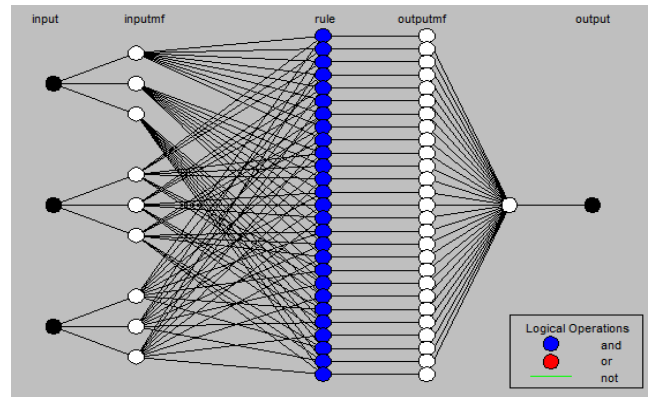 input inputmf rule outputmf output
Logical Operations
and
or
not